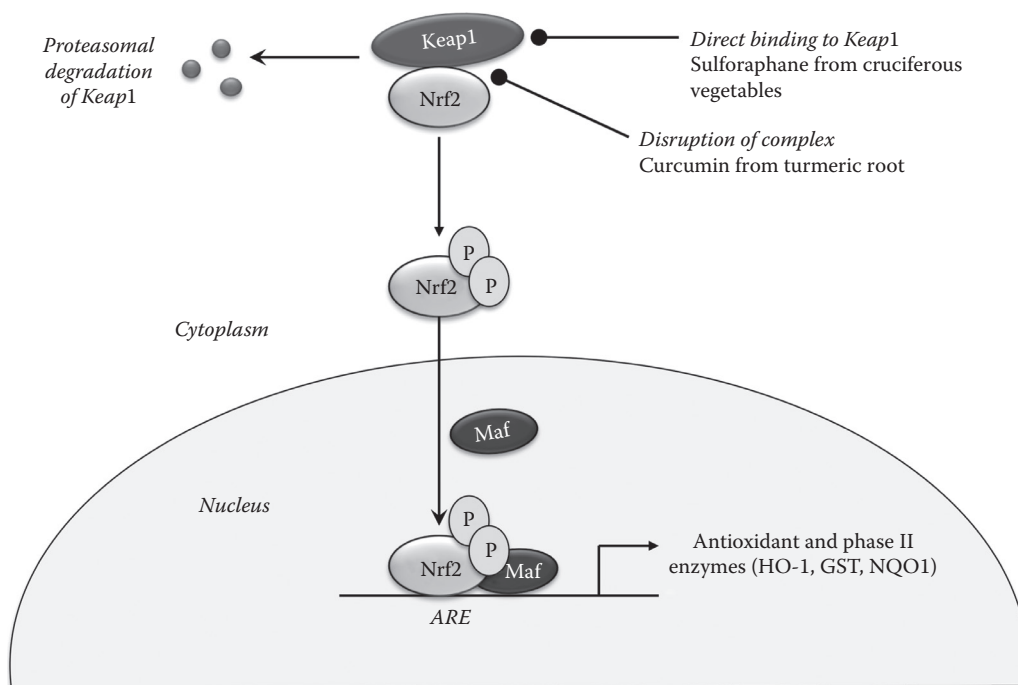 Proteasomal
degradation
of Keap1
Keap1
Nrf2
Direct binding to Keap1
Sulforaphane from cruciferous
vegetables
Disruption of complex
Curcumin from turmeric root
P
Nrf2
P
Cytoplasm
Maf
Nucleus
P
P
Nrf2
Maf
Antioxidant and phase II
enzymes (HO-1, GST, NQO1)
ARE